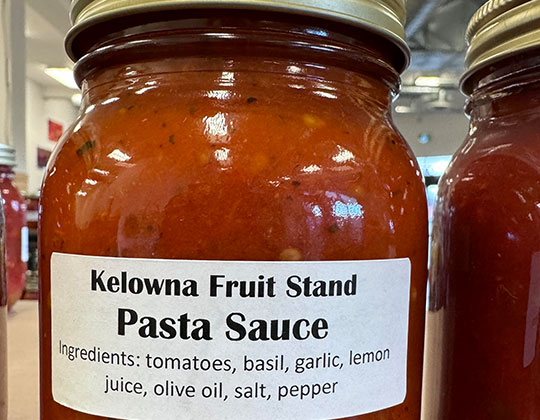 Kelowna Fruit Stand
Pasta Sauce
Ingredients: tomatoes, basil, garlic, lemon
juice, olive oil, salt, pepper